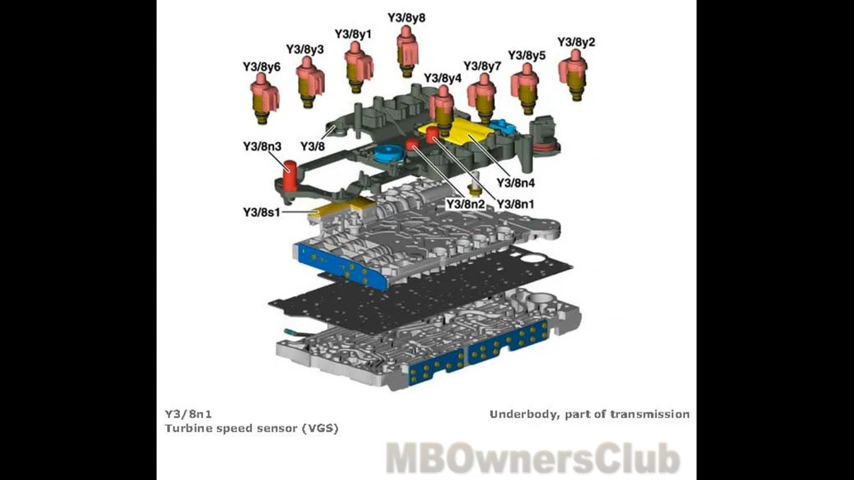 Y3/8y8
Y3/8y1
Y3/8y3
Y3/8y6
Y3/8y2
Y3/8y5
Y3/8y7
Y3/8y4
Y3/8n3
Y3/8
Y3/8n4
Y3/8n2
Y3/8n1
Y3/8s1
Y3/8n1
Turbine speed sensor (VGS)
Underbody, part of transmission
MBOwnersClub